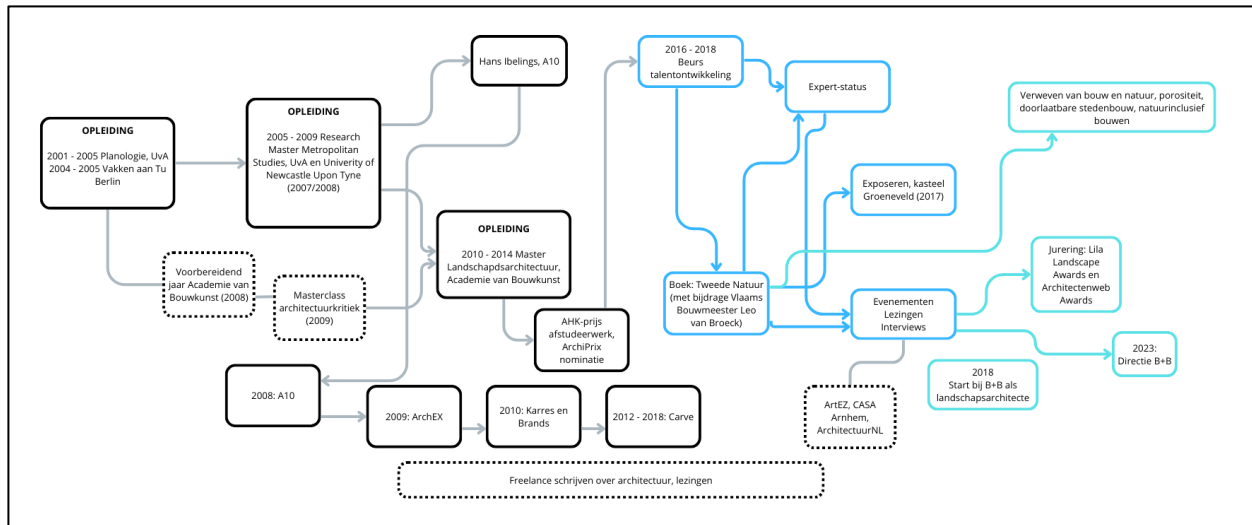 OPLEIDING
2001 - 2005 Planologie, UvA
2004 - 2005 Vakken aan Tu
Berlin
OPLEIDING
2005 - 2009 Research
Master Metropolitan
Studies, UvA en Univerity of
Newcastle Upon Tyne
(2007/2008)
Hans Ibelings, A10
Voorbereidend
jaar Academie van
Bouwkunst (2008)
Masterclass
architectuurkritiek
(2009)
OPLEIDING
2010 - 2014 Master
Landschapdsarchitectuur,
Academie van Bouwkunst
AHK-prijs
afstudeerwerk,
ArchiPrix
nominatie
2008: A10
2009: ArchEX
2010: Karres en
Brands
2012 - 2018: Carve
Freelance schrijven over architectuur, lezingen
2016 - 2018
Beurs
talentontwikkeling
Expert-status
Verweven van bouw en natuur, porositeit,
doorlaatbare stedenbouw, natuurinclusief
bouwen
Exposeren, kasteel
Groeneveld (2017)
Boek: Tweede Natuur
(met bijdrage Vlaams
Bouwmeester Leo
van Broeck)
Evenementen
Lezingen
Interviews
Jurering: Lila
Landscape
Awards en
Architectenweb
Awards
2023:
Directie B+B
2018
Start bij B+B als
landschapsarchitecte
ArtEZ, CASA
Arnhem,
ArchitectuurNL